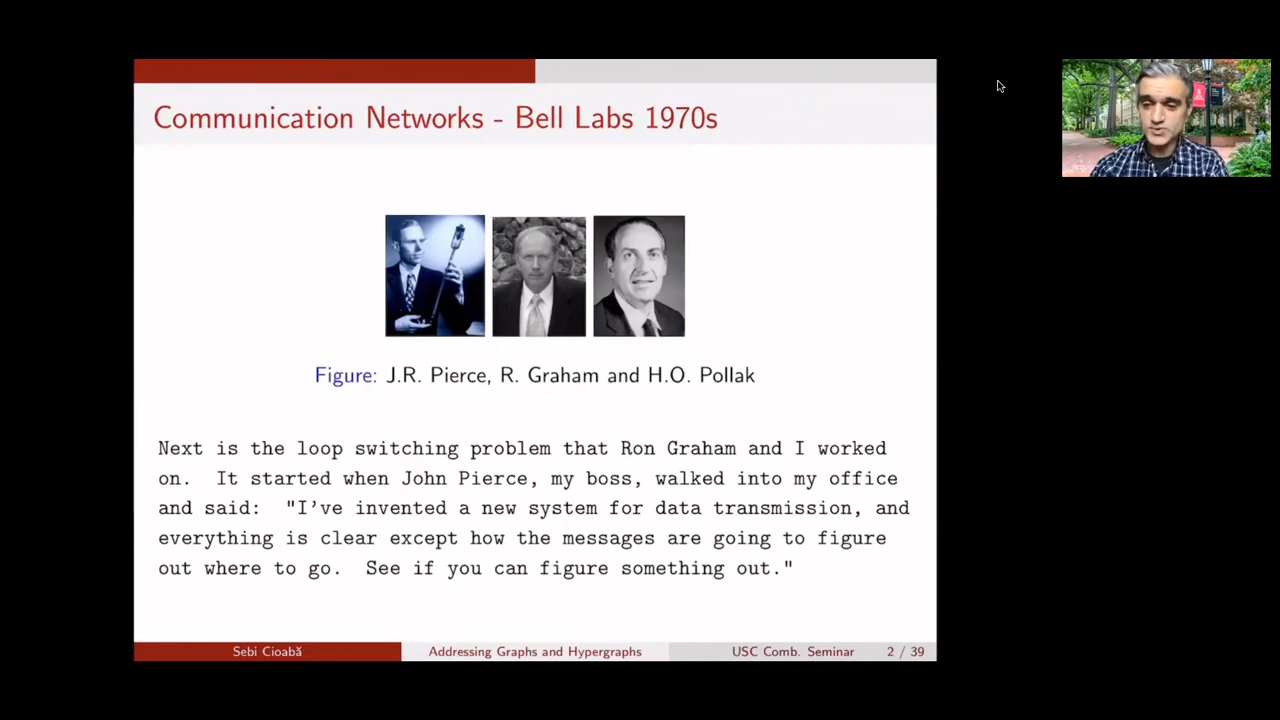 Communication Networks - Bell Labs 1970s
Figure: J.R. Pierce, R. Graham and H.O. Pollak
Next is the loop switching problem that Ron Graham and I worked
on. It started when John Pierce, my boss, walked into my office
and said: "I've invented a new system for data transmission, and
everything is clear except how the messages are going to figure
out where to go. See if you can figure something out."
Sebi Cioabă Addressing Graphs and Hypergraphs USC Comb. Seminar 2 / 39